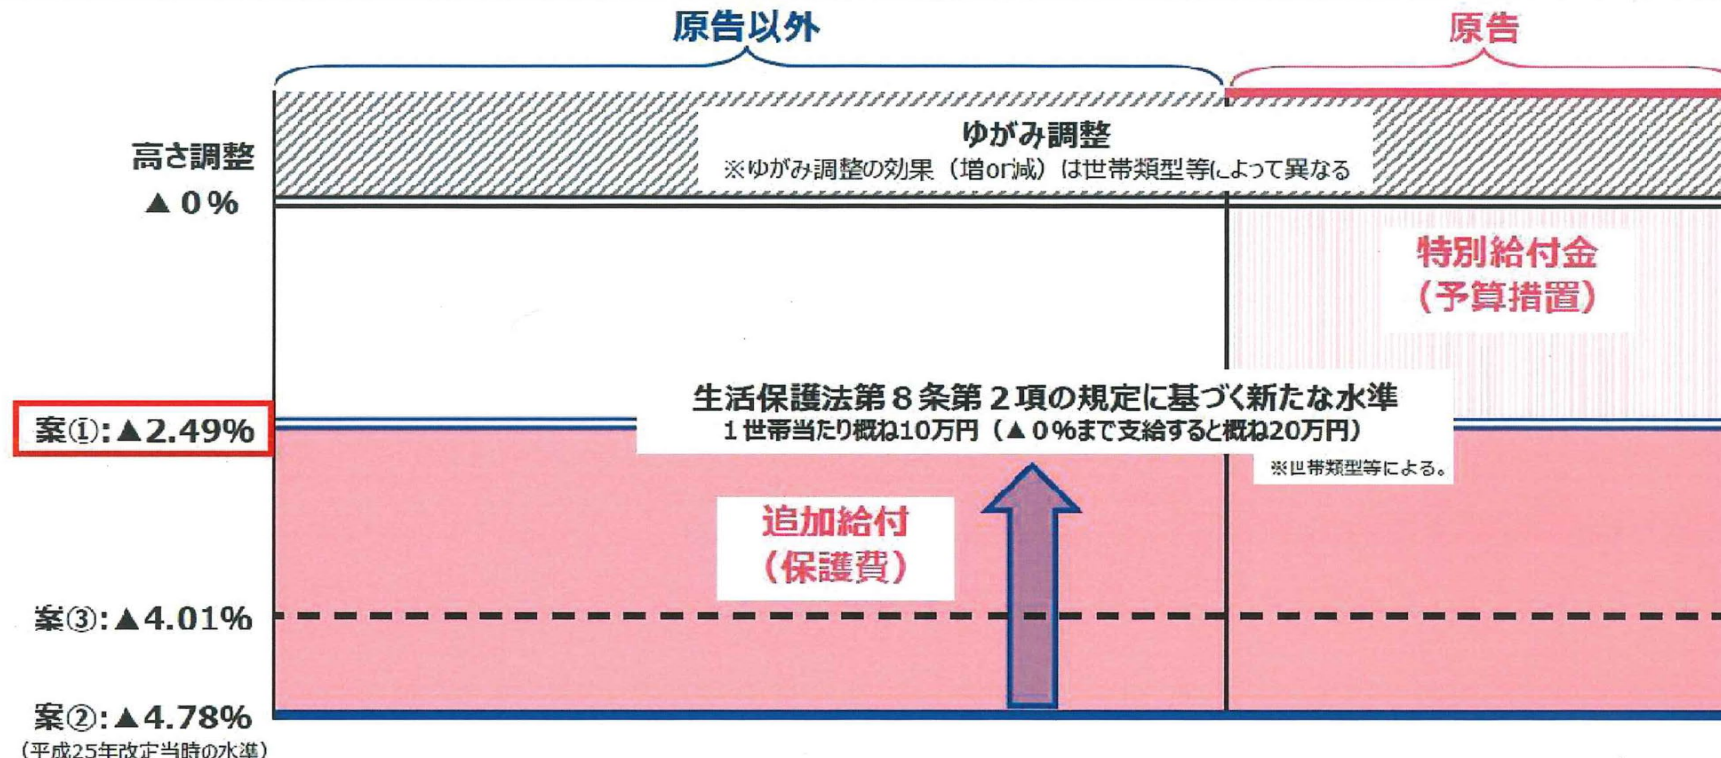 原告以外
原告
ゆがみ調整
※ゆがみ調整の効果（増or減）は世帯類型等によって異なる
高さ調整
▲０%
特別給付金
（予算措置）
生活保護法第８条第２項の規定に基づく新たな水準
１世帯当たり概ね10万円（▲０%まで支給すると概ね20万円）
※世帯類型等による。
案①:▲2.49%
追加給付
（保護費）
案③:▲4.01%
案②:▲4.78%
（平成25年改定当時の水準）